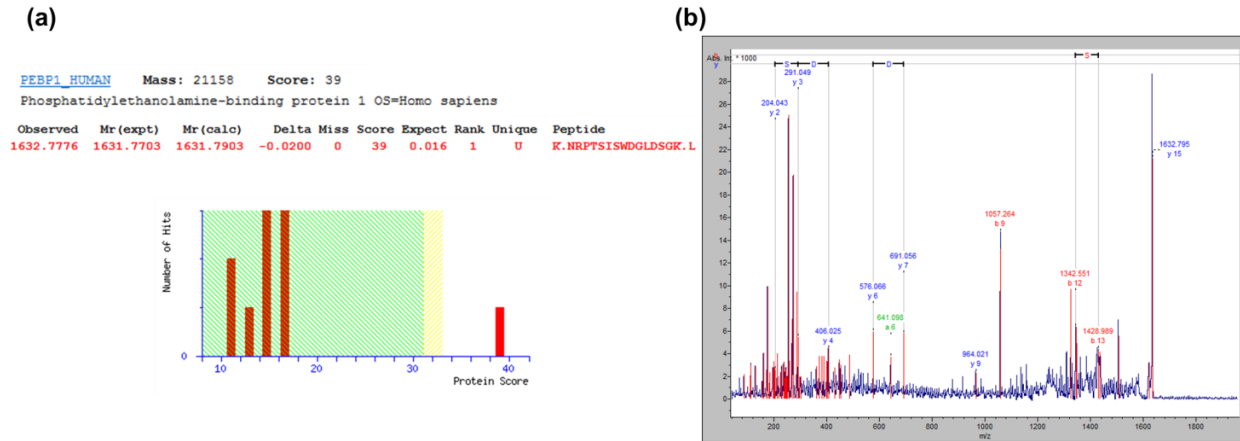 (a)
PEBP1_HUMAN Mass: 21158 Score: 39
Phosphatidylethanolamine-binding protein 1 OS=Homo sapiens
Observed Mr(expt) Mr(calc) Delta Miss Score Expect Rank Unique Peptide
1632.7776 1631.7703 1631.7903 -0.0200 0 39 0.016 1 U K.NRPTSISWDGLDSGK.L
Number of Hits
0
10 20 30 40
Protein Score
(b)
S
y
Abs. Int. * 1000
S D D
291.049
y 3
204.043
y 2
1632.795
y 15
1057.264
b 9
691.056
y 7
576.066
y 6
641.098
a 6
406.025
y 4
964.021
y 9
1342.551
b 12
1428.989
b 13
28
26
24
22
20
18
16
14
12
10
8
6
4
2
0
200 400 600 800 1000 1200 1400 1600 1800
m/z